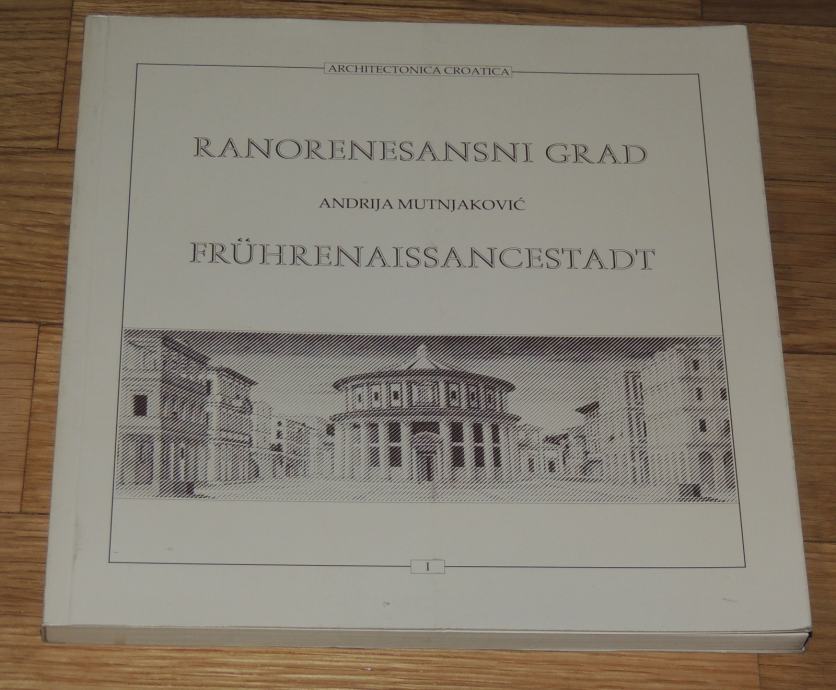 ARCHITECTONICA CROATICA
RANORENESANSNI GRAD
ANDRIJA MUTNJAKOVIĆ
FRÜHRENAISSANCESTADT
I